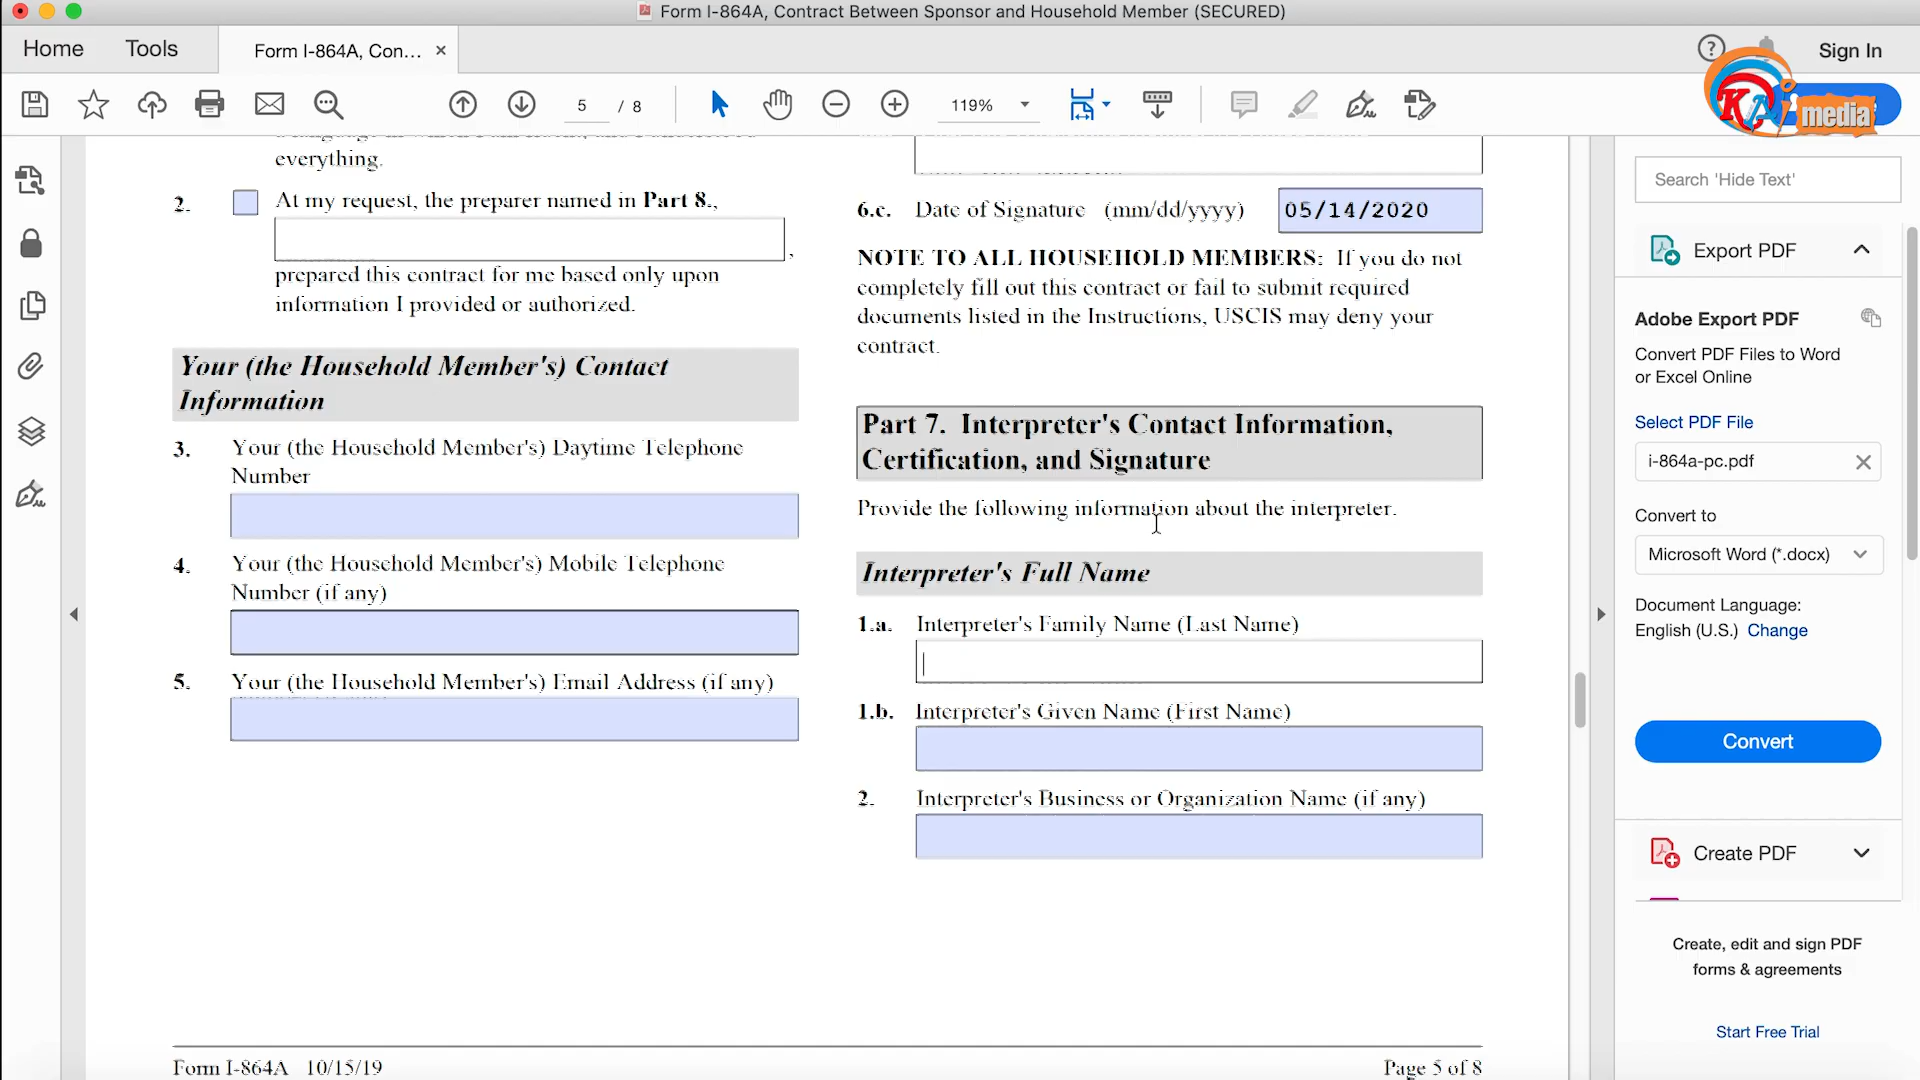 Form I-864A, Contract Between Sponsor and Household Member (SECURED)
Home
Tools
Form I-864A, Con...
Sign In
KAI media
5 / 8
119%
everything.
2. At my request, the preparer named in Part 8.,
,
prepared this contract for me based only upon
information I provided or authorized.
Your (the Household Member's) Contact
Information
3. Your (the Household Member's) Daytime Telephone
Number
4. Your (the Household Member's) Mobile Telephone
Number (if any)
5. Your (the Household Member's) Email Address (if any)
6.c. Date of Signature (mm/dd/yyyy) 05/14/2020
NOTE TO ALL HOUSEHOLD MEMBERS: If you do not
completely fill out this contract or fail to submit required
documents listed in the Instructions, USCIS may deny your
contract.
Part 7. Interpreter's Contact Information,
Certification, and Signature
Provide the following information about the interpreter.
Interpreter's Full Name
1.a. Interpreter's Family Name (Last Name)
1.b. Interpreter's Given Name (First Name)
2. Interpreter's Business or Organization Name (if any)
Form I-864A 10/15/19
Page 5 of 8
Search 'Hide Text'
Export PDF
Adobe Export PDF
Convert PDF Files to Word
or Excel Online
Select PDF File
i-864a-pc.pdf
Convert to
Microsoft Word (*.docx)
Document Language:
English (U.S.) Change
Convert
Create PDF
Create, edit and sign PDF
forms & agreements
Start Free Trial